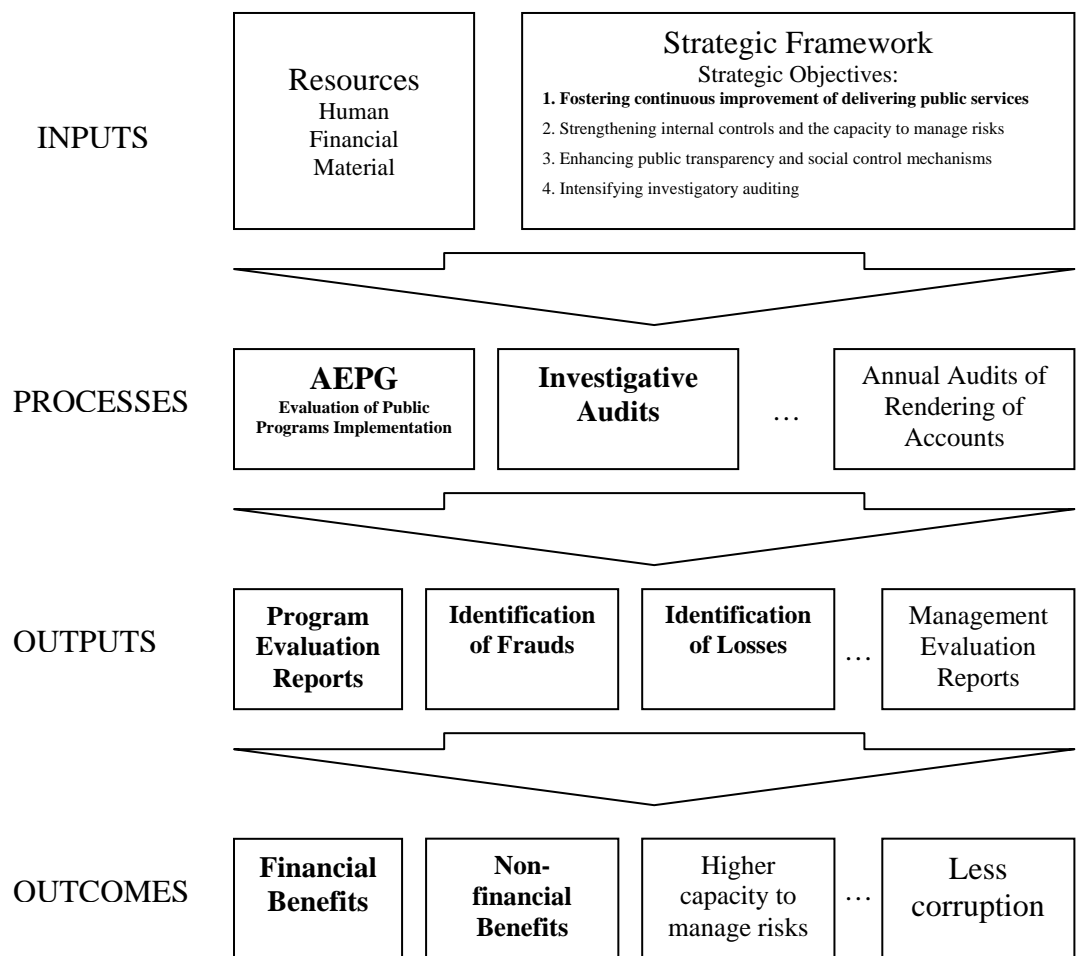 INPUTS
Resources
Human
Financial
Material
Strategic Framework
Strategic Objectives:
1. Fostering continuous improvement of delivering public services
2. Strengthening internal controls and the capacity to manage risks
3. Enhancing public transparency and social control mechanisms
4. Intensifying investigatory auditing
PROCESSES
AEPG
Evaluation of Public
Programs Implementation
Investigative
Audits
…
Annual Audits of
Rendering of
Accounts
OUTPUTS
Program
Evaluation
Reports
Identification
of Frauds
Identification
of Losses
…
Management
Evaluation
Reports
OUTCOMES
Financial
Benefits
Non-
financial
Benefits
Higher
capacity to
manage risks
…
Less
corruption